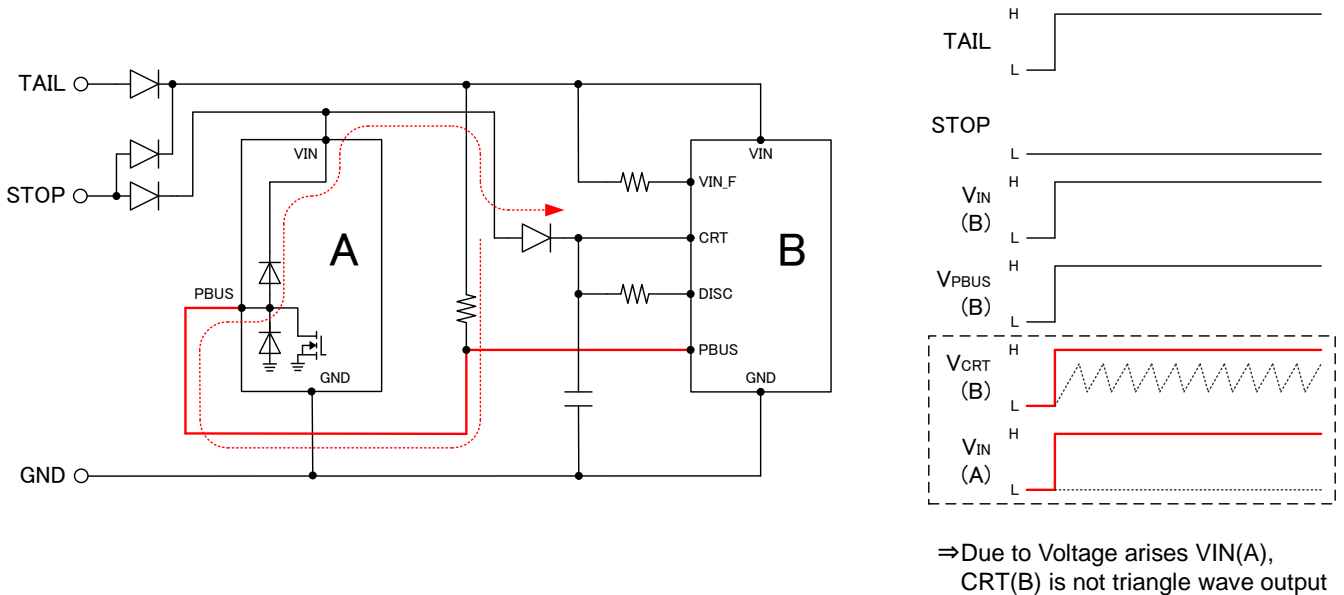 TAIL
STOP
GND
VIN
A
PBUS
GND
VIN
VIN_F
CRT
B
DISC
PBUS
GND
TAIL
H
L
STOP
L
VIN
(B)
H
L
VPBUS
(B)
H
L
VCRT
(B)
H
L
VIN
(A)
H
L
⇒Due to Voltage arises VIN(A),
CRT(B) is not triangle wave output